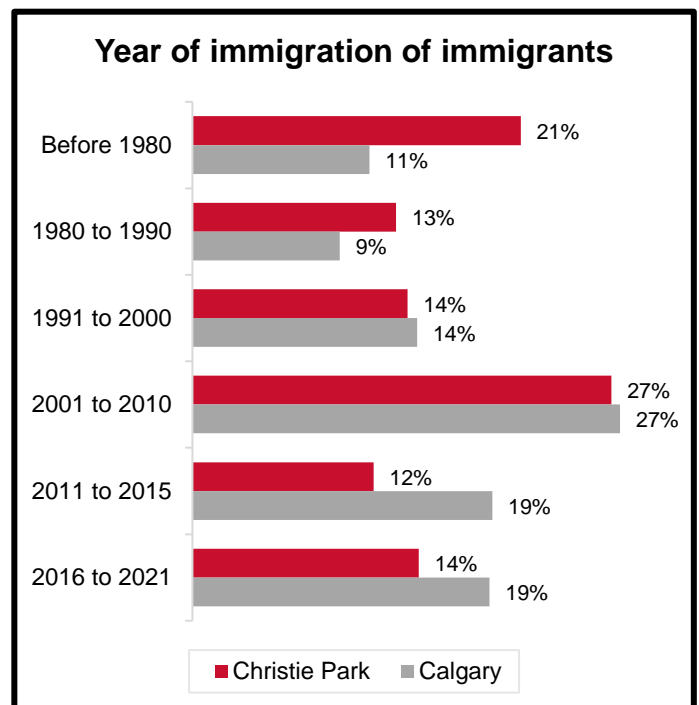 Year of immigration of immigrants
Before 1980
21%
11%
1980 to 1990
13%
9%
1991 to 2000
14%
14%
2001 to 2010
27%
27%
2011 to 2015
12%
19%
2016 to 2021
14%
19%
Christie Park Calgary